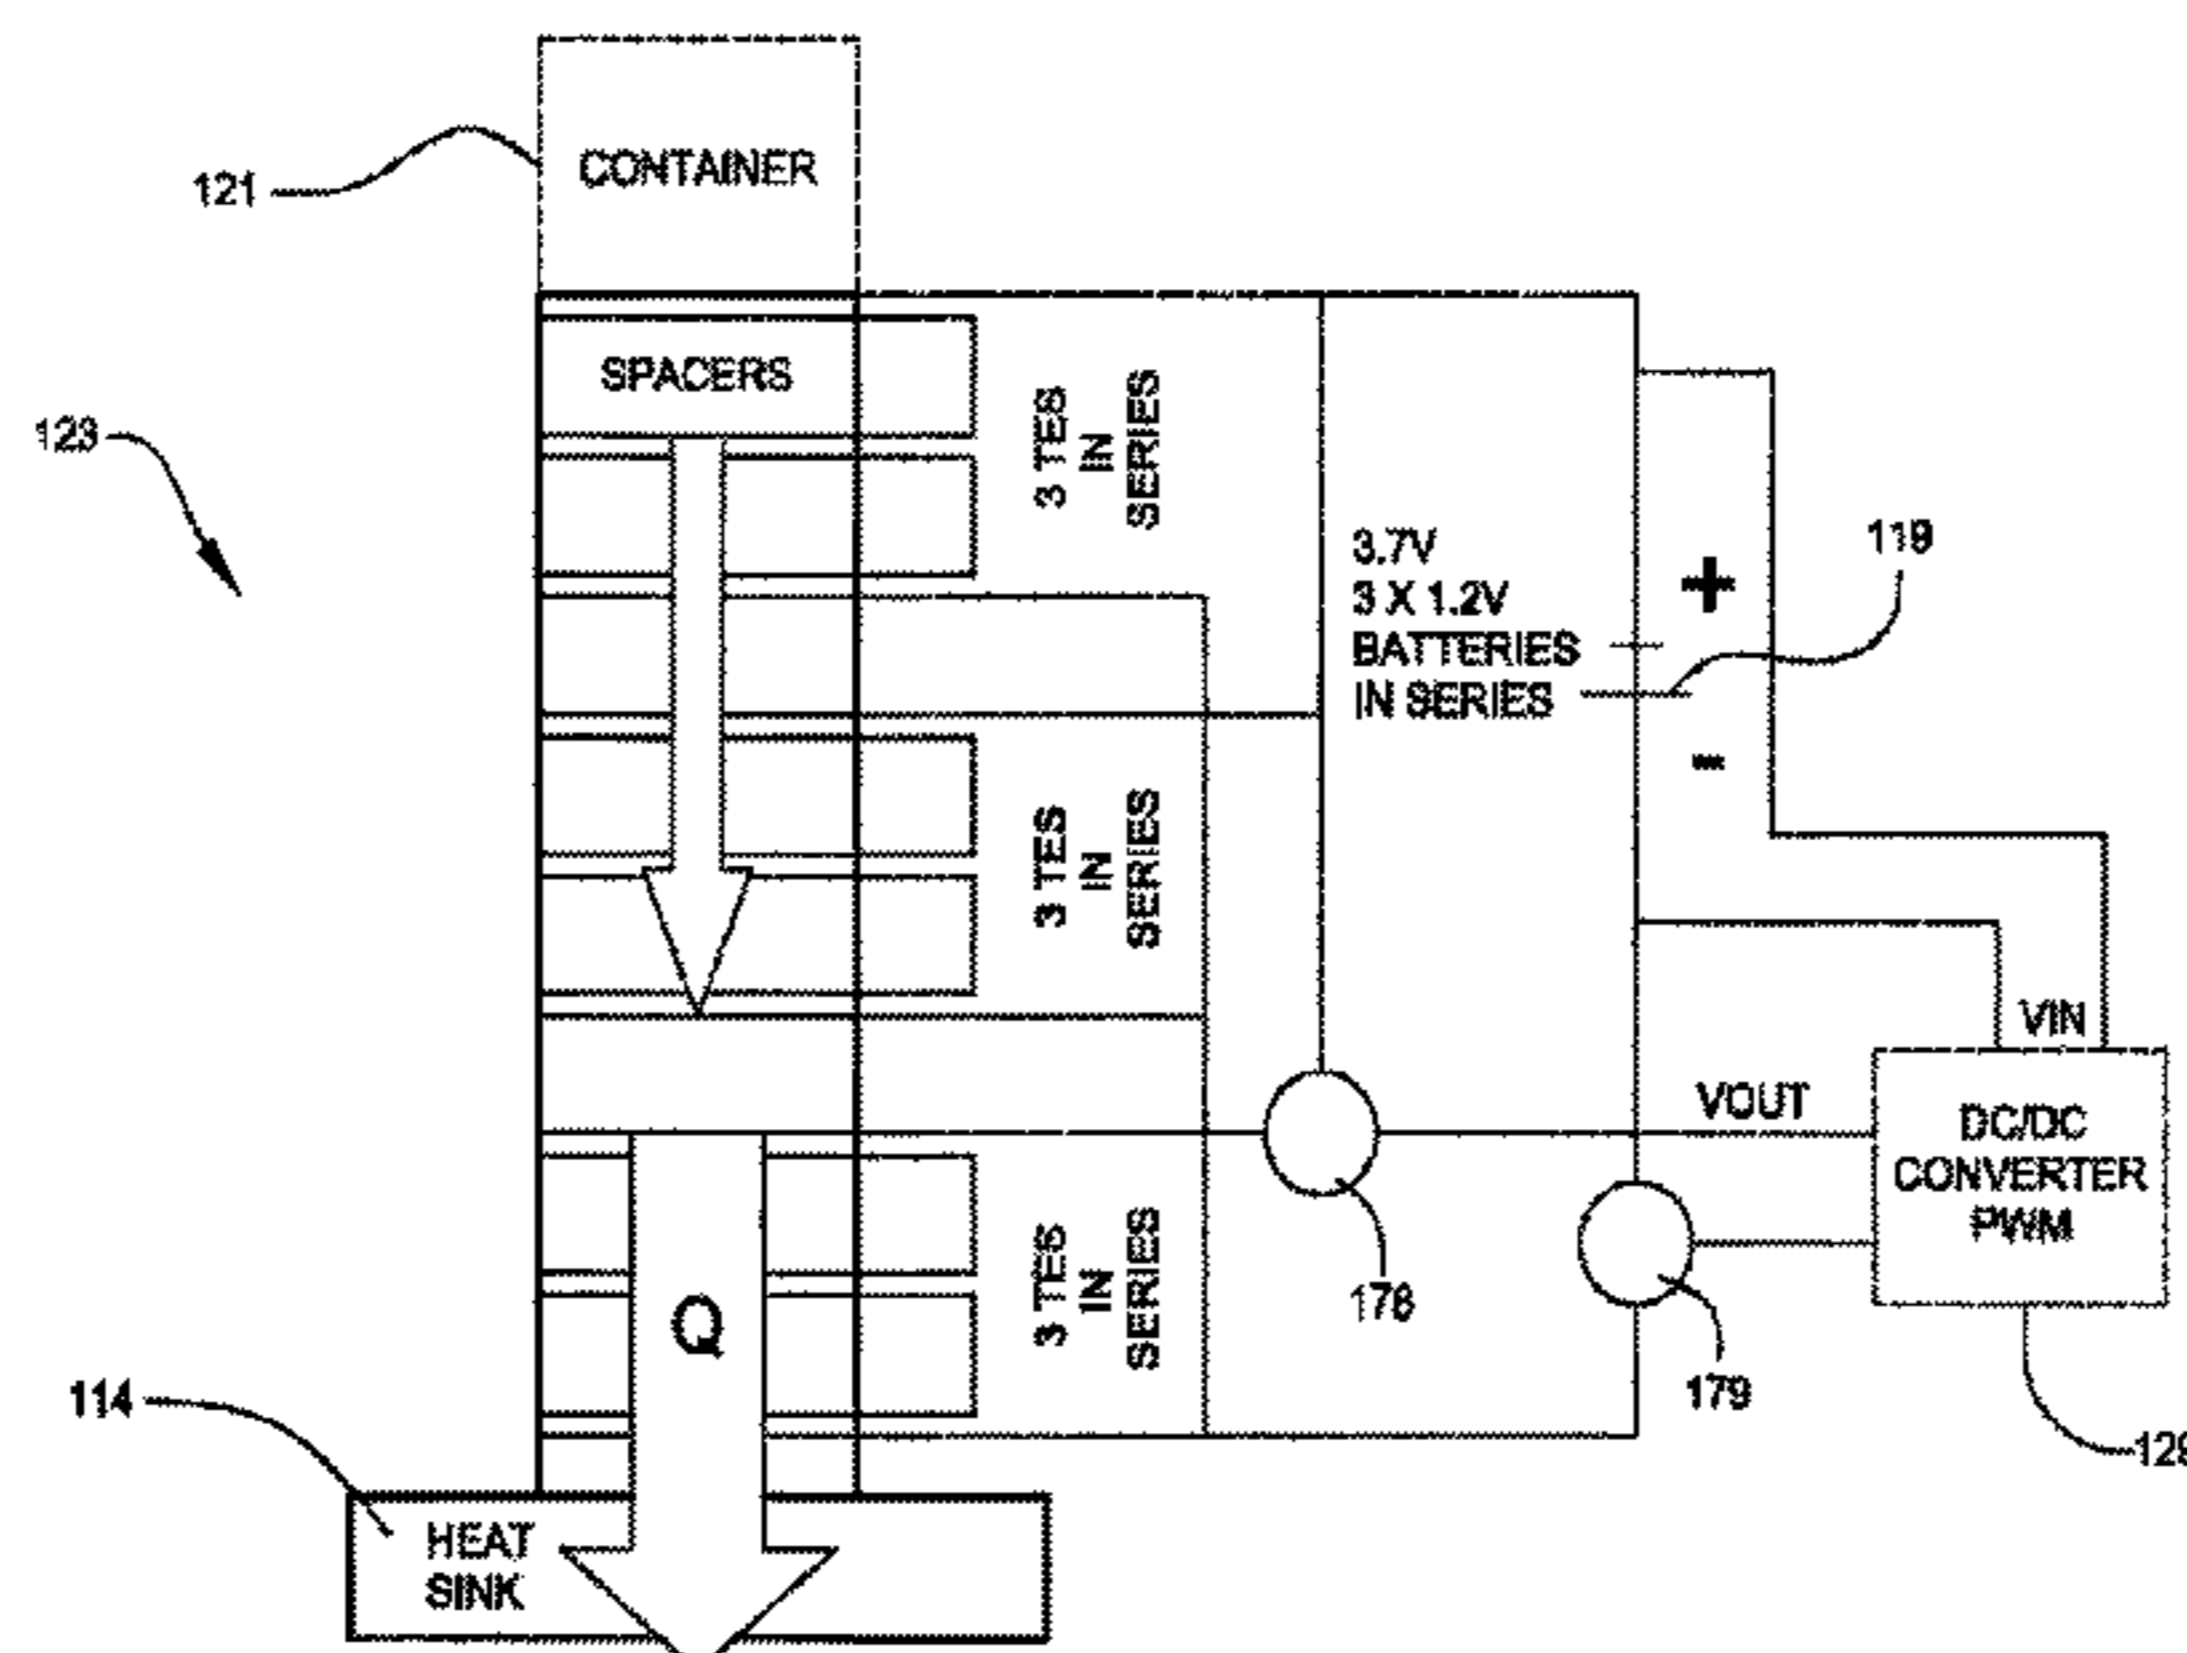 CONTAINER
121
SPACERS
3 TES
IN
SERIES
123
3.7V
3 X 1.2V
BATTERIES
IN SERIES
+
-
119
3 TES
IN
SERIES
VIN
VOUT
DC/DC
CONVERTER
PWM
3 TES
IN
SERIES
Q
178
179
114
HEAT
SINK